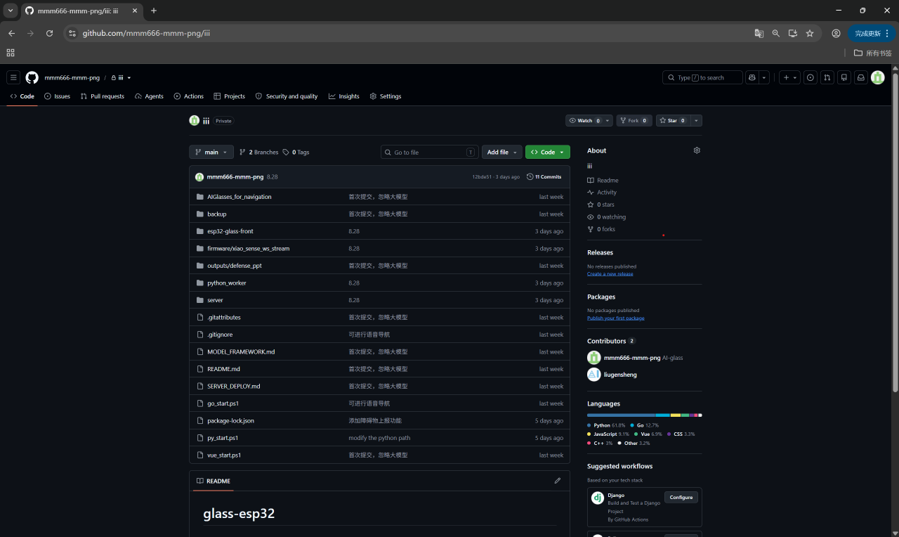 mmm666-mmm-png/iii: iii
github.com/mmm666-mmm-png/iii
完成更新
所有书签
mmm666-mmm-png / iii
Type / to search
Code Issues Pull requests Agents Actions Projects Security and quality Insights Settings
iii Private
Watch 0 Fork 0 Star 0
main 2 Branches 0 Tags
Go to file
Add file
Code
mmm666-mmm-png 8.28
12bde51 · 3 days ago 11 Commits
AIGlasses_for_navigation 首次提交，忽略大模型 last week
backup 首次提交，忽略大模型 last week
esp32-glass-front 8.28 3 days ago
firmware/xiao_sense_ws_stream 8.28 3 days ago
outputs/defense_ppt 首次提交，忽略大模型 last week
python_worker 8.28 3 days ago
server 8.28 3 days ago
.gitattributes 首次提交，忽略大模型 last week
.gitignore 可进行语音导航 last week
MODEL_FRAMEWORK.md 首次提交，忽略大模型 last week
README.md 首次提交，忽略大模型 last week
SERVER_DEPLOY.md 首次提交，忽略大模型 last week
go_start.ps1 可进行语音导航 last week
package-lock.json 添加障碍物上报功能 5 days ago
py_start.ps1 modify the python path 5 days ago
vue_start.ps1 首次提交，忽略大模型 last week
README
glass-esp32
About
iii
Readme
Activity
0 stars
0 watching
0 forks
Releases
No releases published
Create a new release
Packages
No packages published
Publish your first package
Contributors 2
mmm666-mmm-png AI-glass
liugensheng
Languages
Python 61.8% Go 12.7%
JavaScript 9.1% Vue 6.9% CSS 3.3%
C++ 3% Other 3.2%
Suggested workflows
Based on your tech stack
Django
Configure
Build and Test a Django
Project.
By GitHub Actions